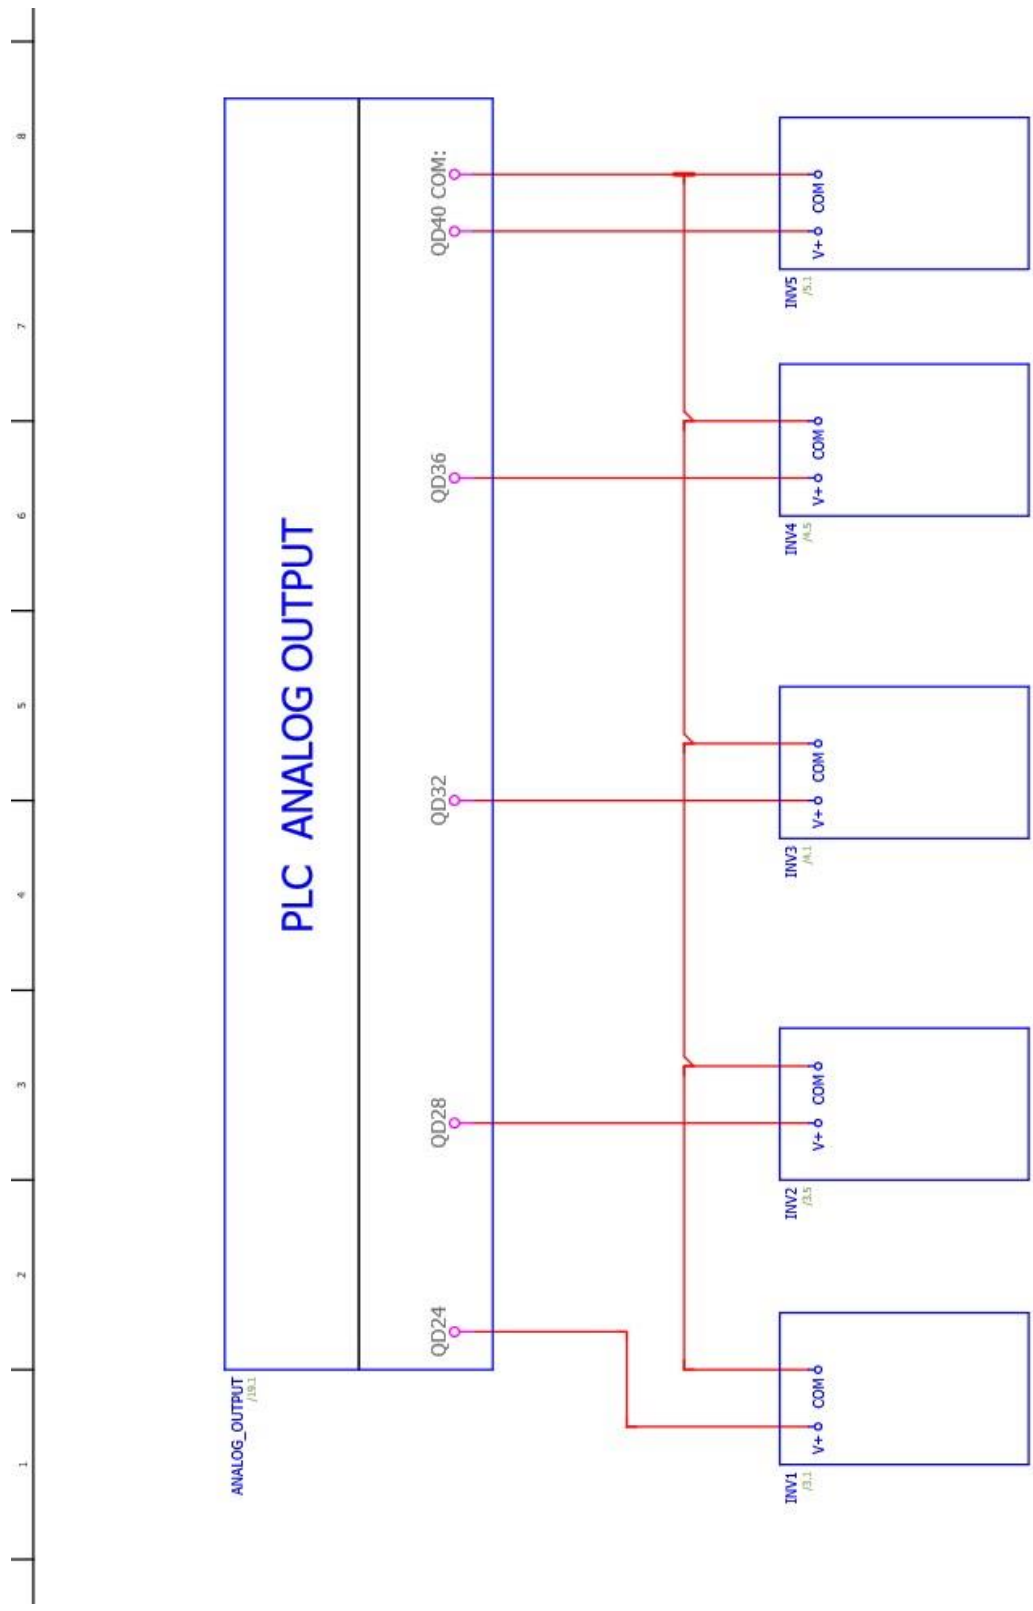 1 2 3 4 5 6 7 8
ANALOG_OUTPUT
/19.1
PLC ANALOG OUTPUT
QD24 QD28 QD32 QD36 QD40 COM:
INV1 INV2 INV3 INV4 INV5
/3.1 /3.5 /4.1 /4.5 /5.1
V+ COM V+ COM V+ COM V+ COM V+ COM